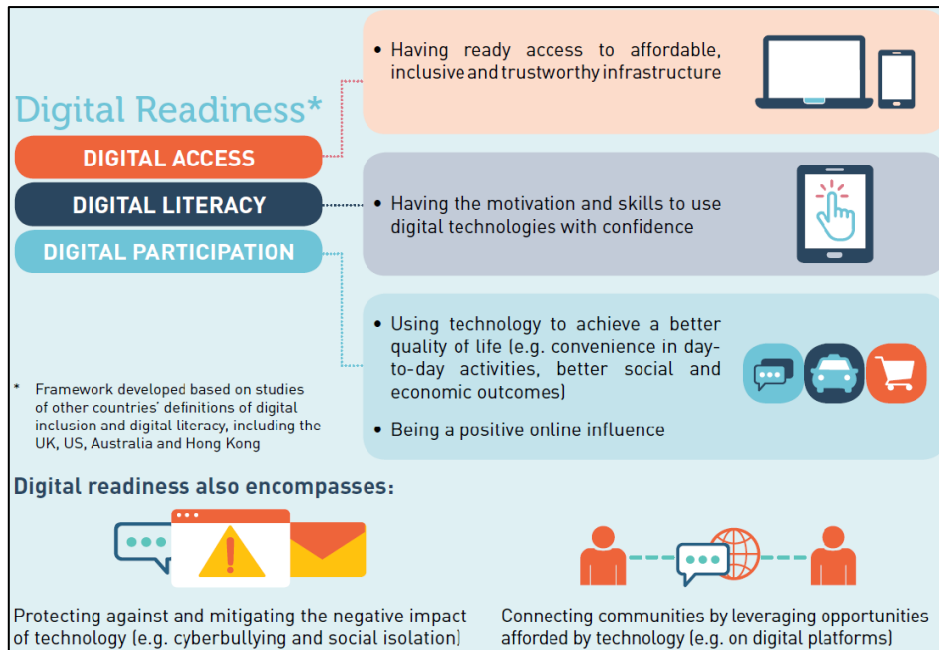 Digital Readiness*
DIGITAL ACCESS
DIGITAL LITERACY
DIGITAL PARTICIPATION
• Having ready access to affordable,
inclusive and trustworthy infrastructure
• Having the motivation and skills to use
digital technologies with confidence
• Using technology to achieve a better
quality of life (e.g. convenience in day-
to-day activities, better social and
economic outcomes)
• Being a positive online influence
* Framework developed based on studies
of other countries' definitions of digital
inclusion and digital literacy, including the
UK, US, Australia and Hong Kong
Digital readiness also encompasses:
Protecting against and mitigating the negative impact
of technology (e.g. cyberbullying and social isolation)
Connecting communities by leveraging opportunities
afforded by technology (e.g. on digital platforms)